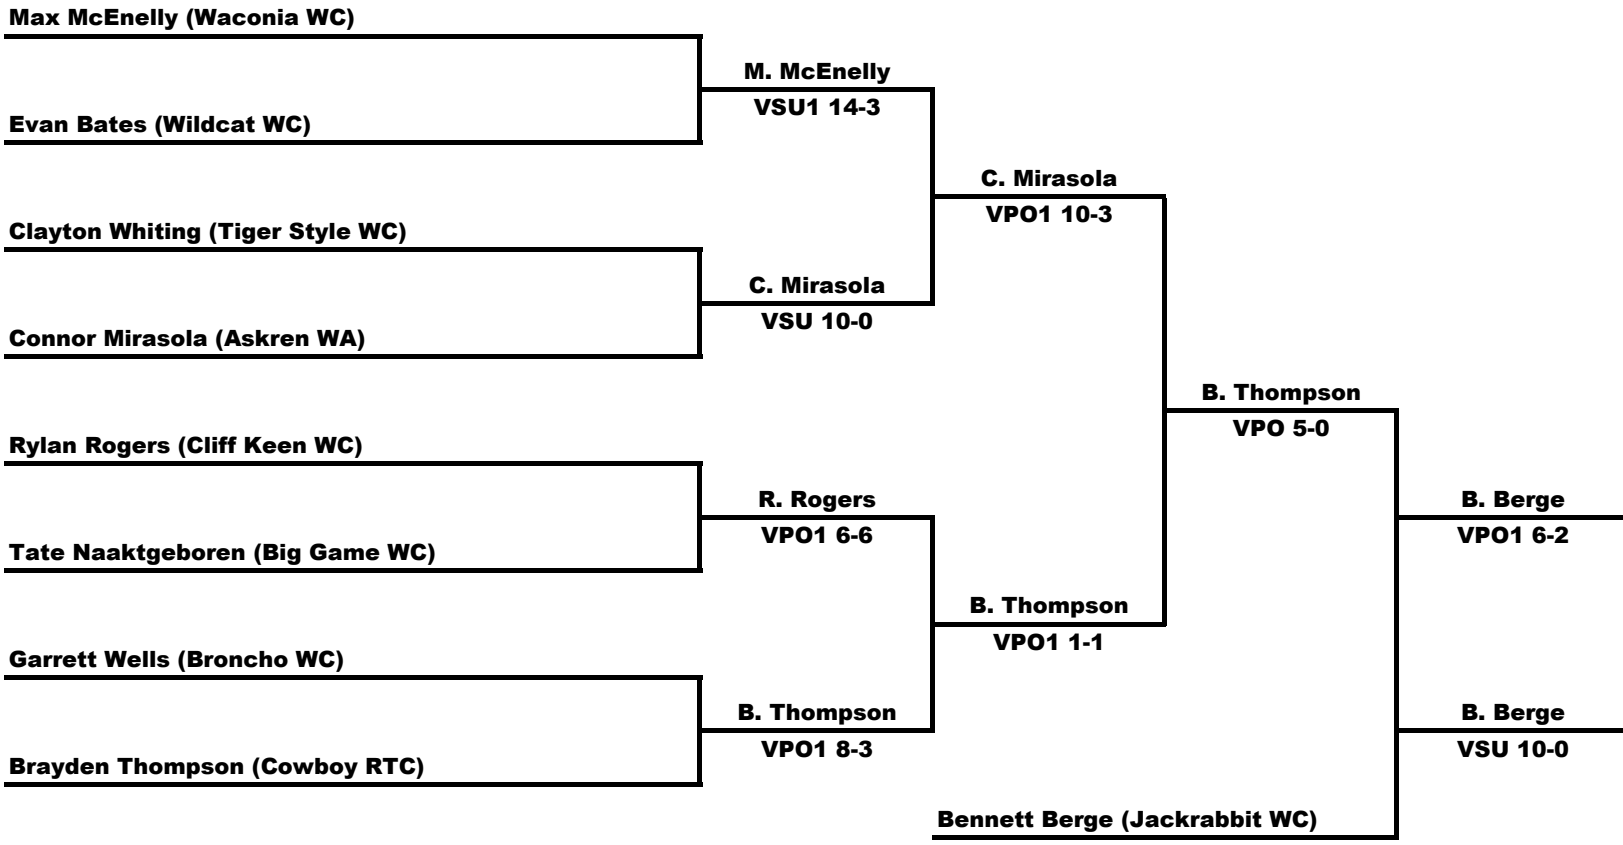 Max McEnelly (Waconia WC)
M. McEnelly
VSU1 14-3
Evan Bates (Wildcat WC)
C. Mirasola
VPO1 10-3
Clayton Whiting (Tiger Style WC)
C. Mirasola
VSU 10-0
Connor Mirasola (Askren WA)
B. Thompson
VPO 5-0
Rylan Rogers (Cliff Keen WC)
R. Rogers
VPO1 6-6
B. Berge
VPO1 6-2
Tate Naaktgeboren (Big Game WC)
B. Thompson
VPO1 1-1
Garrett Wells (Broncho WC)
B. Thompson
VPO1 8-3
B. Berge
VSU 10-0
Brayden Thompson (Cowboy RTC)
Bennett Berge (Jackrabbit WC)